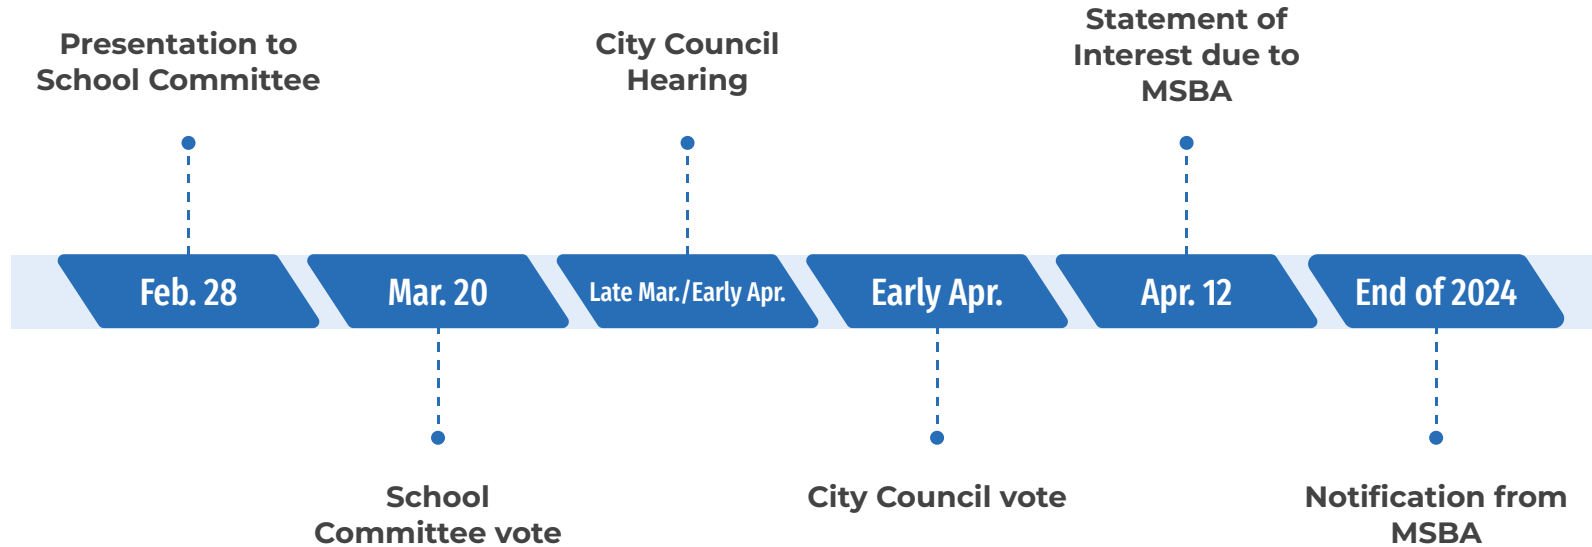 Presentation to
School Committee
City Council
Hearing
Statement of
Interest due to
MSBA
Feb. 28
Mar. 20
Late Mar./Early Apr.
Early Apr.
Apr. 12
End of 2024
School
Committee vote
City Council vote
Notification from
MSBA